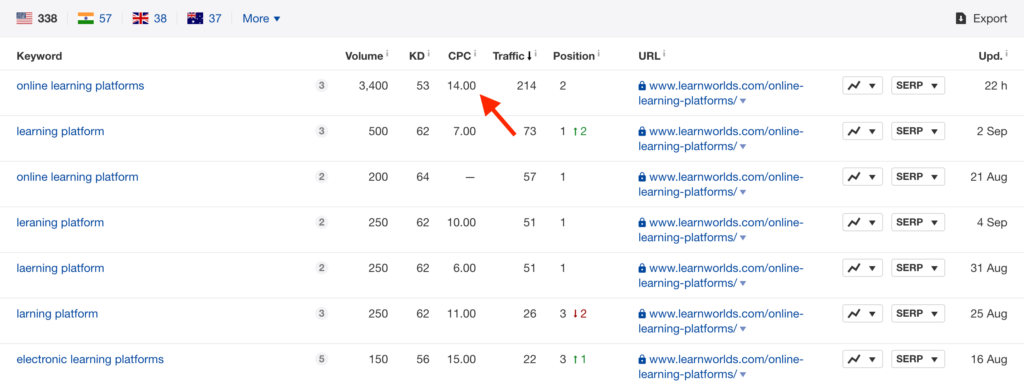 338 57 38 37 More Export
Keyword Volume KD CPC Traffic Position URL Upd.
online learning platforms 3 3,400 53 14.00 214 2 www.learnworlds.com/online- SERP 22 h
learning-platforms/
learning platform 3 500 62 7.00 73 1 ↑2 www.learnworlds.com/online- SERP 2 Sep
learning-platforms/
online learning platform 2 200 64 — 57 1 www.learnworlds.com/online- SERP 21 Aug
learning-platforms/
leraning platform 2 250 62 10.00 51 1 www.learnworlds.com/online- SERP 4 Sep
learning-platforms/
laerning platform 2 250 62 6.00 51 1 www.learnworlds.com/online- SERP 31 Aug
learning-platforms/
larning platform 3 250 62 11.00 26 3 ↓2 www.learnworlds.com/online- SERP 25 Aug
learning-platforms/
electronic learning platforms 5 150 56 15.00 22 3 ↑1 www.learnworlds.com/online- SERP 16 Aug
learning-platforms/